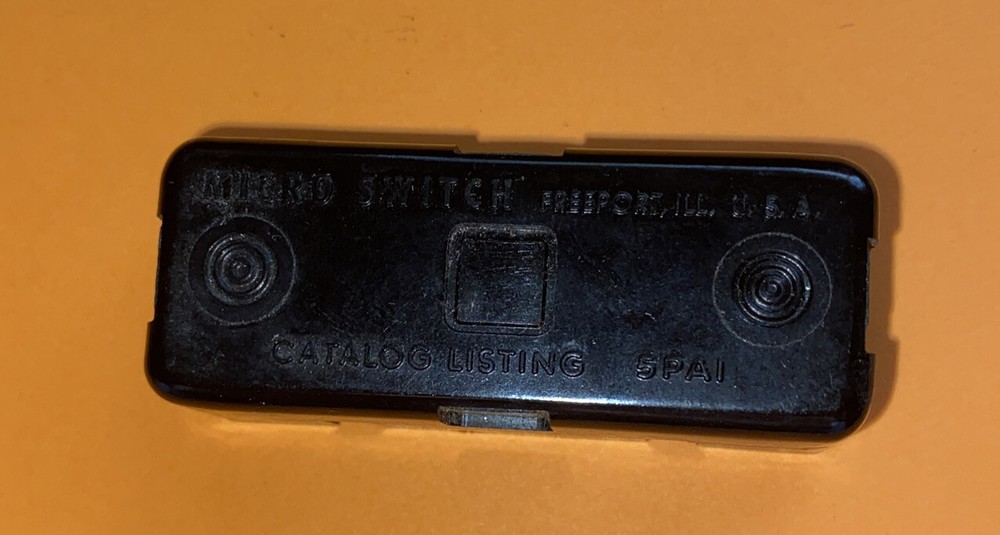 MICRO SWITCH FREEPORT, ILL. U. S. A.
CATALOG LISTING 5PA1